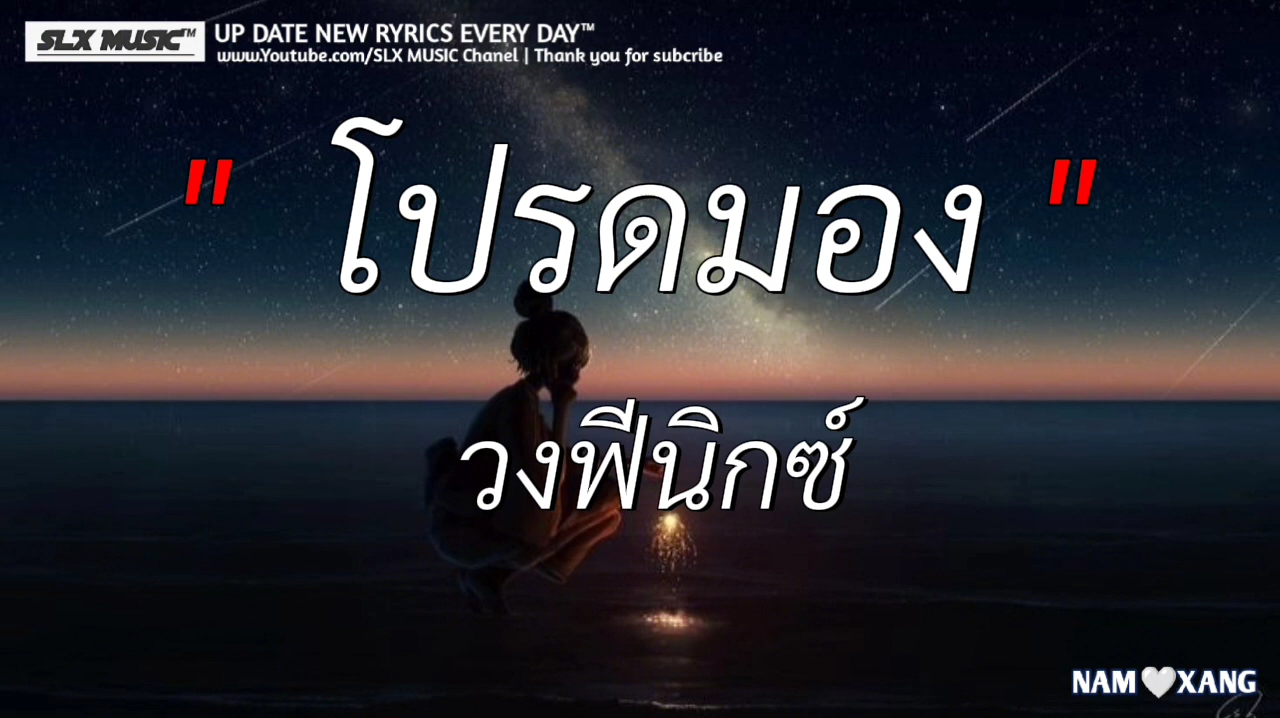 SLX MUSIC™
UP DATE NEW RYRICS EVERY DAY™
www.Youtube.com/SLX MUSIC Chanel | Thank you for subcribe
" โปรดมอง "
วงฟีนิกซ์
NAM🤍XANG